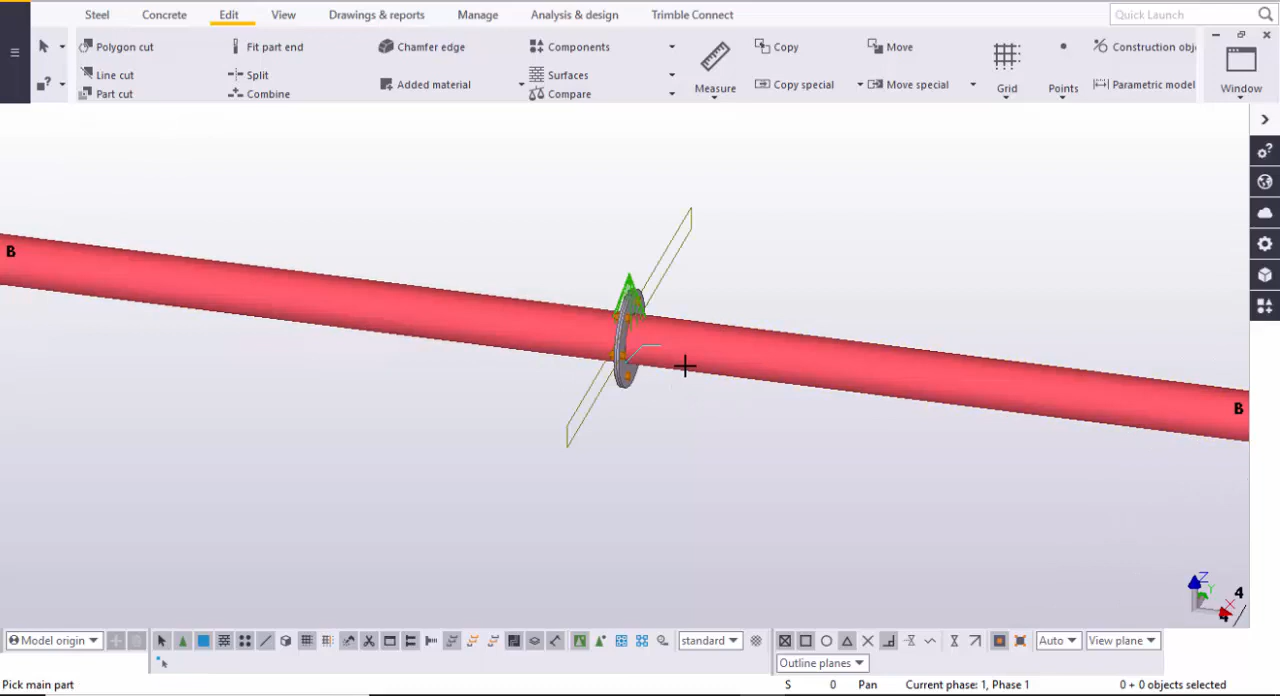 Steel Concrete Edit View Drawings & reports Manage Analysis & design Trimble Connect Quick Launch
Polygon cut Fit part end Chamfer edge Components Copy Move Construction obj
Line cut Split Surfaces
Added material Measure Copy special Move special Grid Points Parametric model Window
Part cut Combine Compare
B
B
Z
Y
X
4
4
Model origin standard Auto View plane
Outline planes
Pick main part S 0 Pan Current phase: 1, Phase 1 0 + 0 objects selected